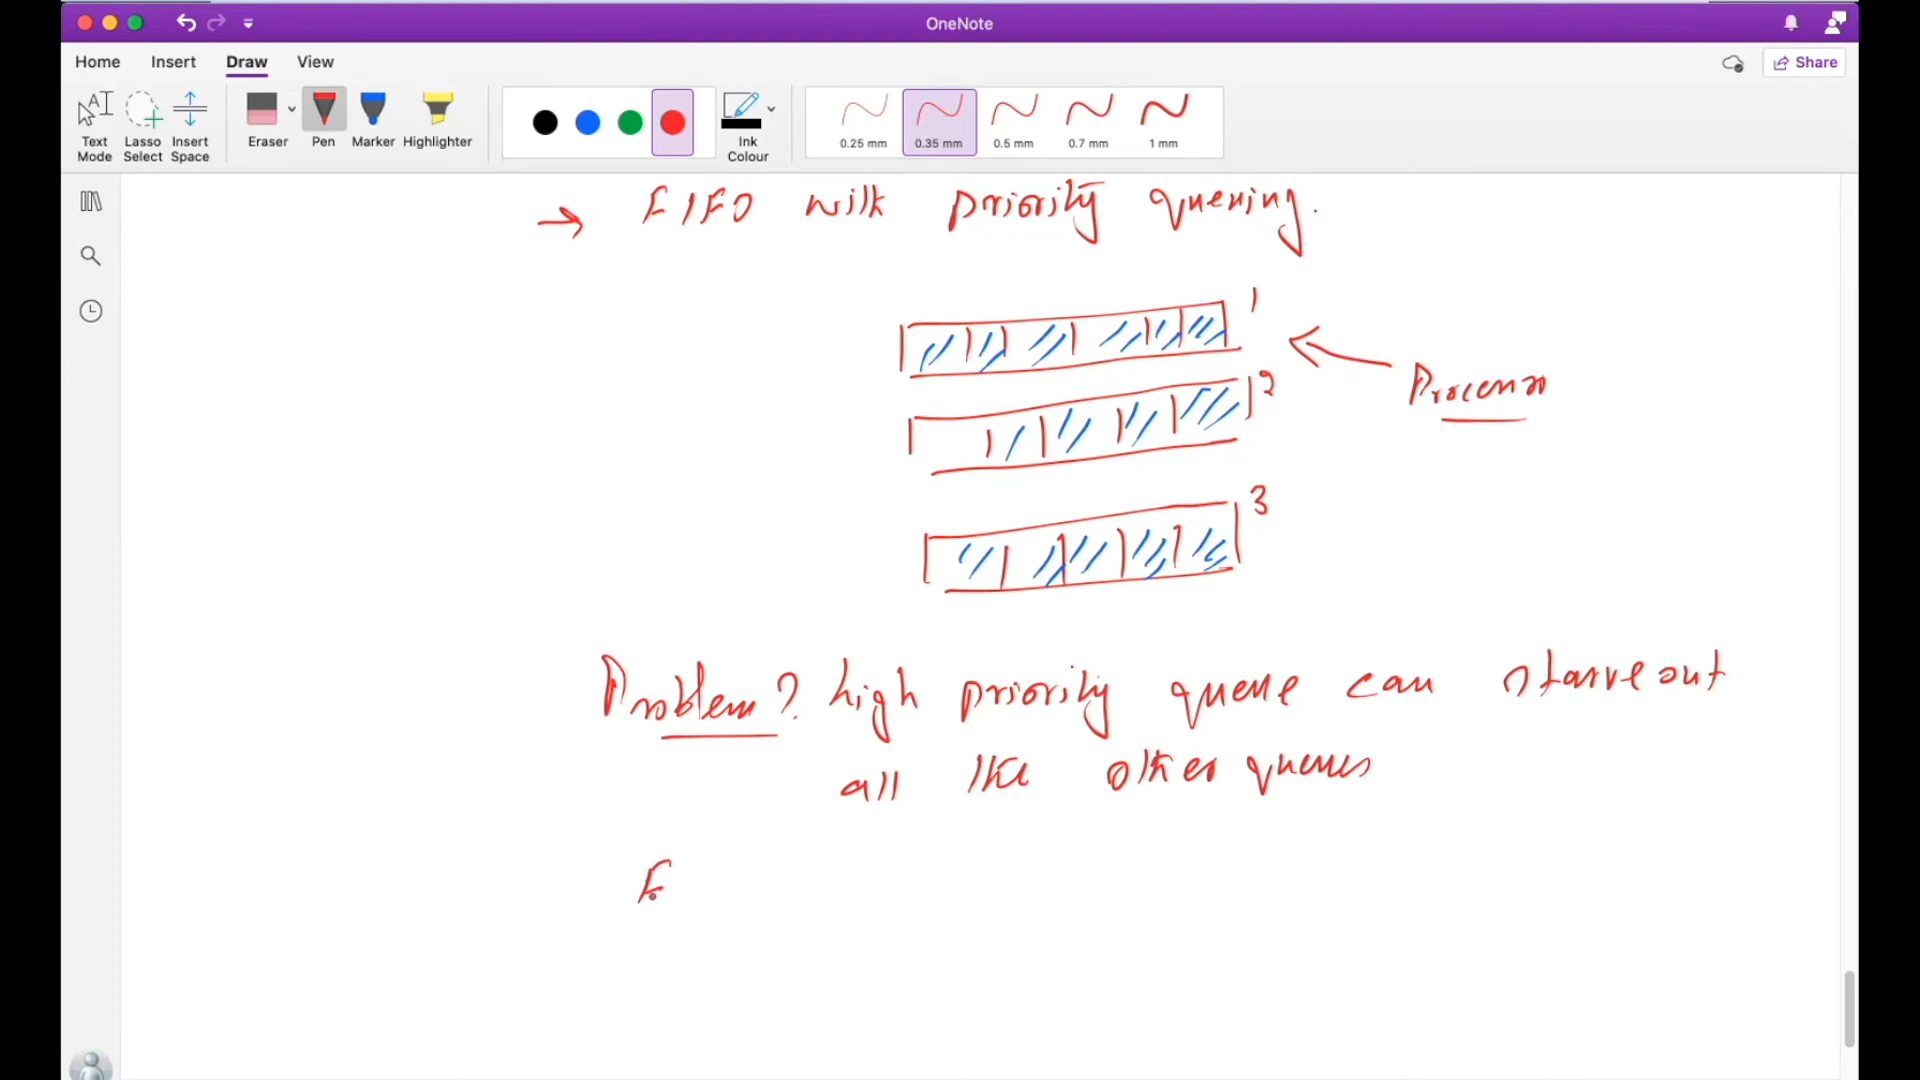 OneNote
Home Insert Draw View Share
Text Mode Lasso Select Insert Space Eraser Pen Marker Highlighter Ink Colour 0.25 mm 0.35 mm 0.5 mm 0.7 mm 1 mm
→ FIFO with priority queuing.
1
Process
2
3
Problem? high priority queue can starve out
all the other queues
F